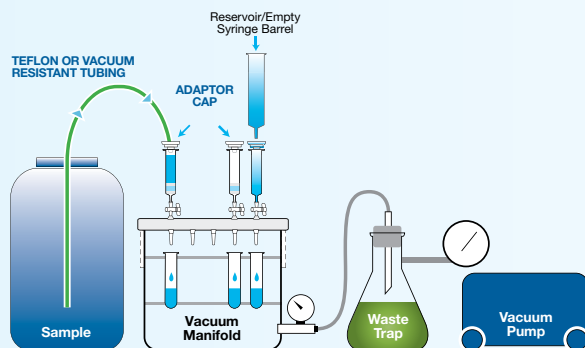 Reservoir/Empty
Syringe Barrel
TEFLON OR VACUUM
RESISTANT TUBING
ADAPTOR
CAP
Sample
Vacuum
Manifold
Waste
Trap
Vacuum
Pump